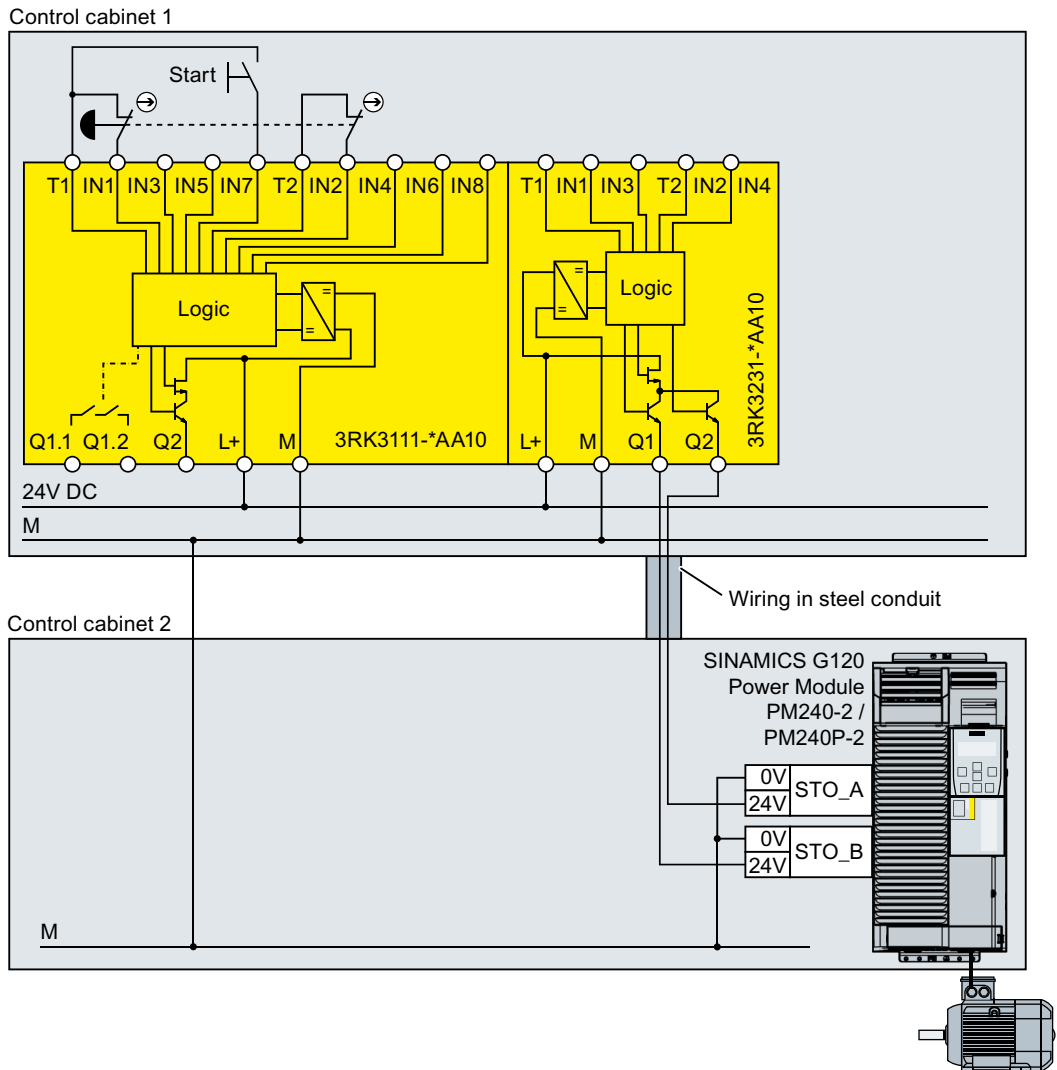 Control cabinet 1
Start
T1 IN1 IN3 IN5 IN7 T2 IN2 IN4 IN6 IN8
T1 IN1 IN3 T2 IN2 IN4
=
=
Logic
=
=
Logic
3RK3231-*AA10
Q1.1 Q1.2 Q2 L+ M 3RK3111-*AA10
L+ M Q1 Q2
24V DC
M
Wiring in steel conduit
Control cabinet 2
SINAMICS G120
Power Module
PM240-2 /
PM240P-2
0V
STO_A
24V
0V
STO_B
24V
M